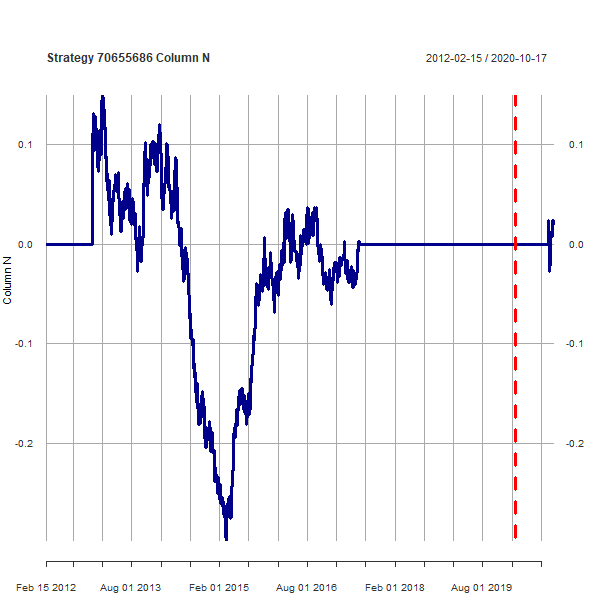 Strategy 70655686 Column N
2012-02-15 / 2020-10-17
0.1
0.1
0.0
0.0
-0.1
-0.1
-0.2
-0.2
Column N
Feb 15 2012
Aug 01 2013
Feb 01 2015
Aug 01 2016
Feb 01 2018
Aug 01 2019